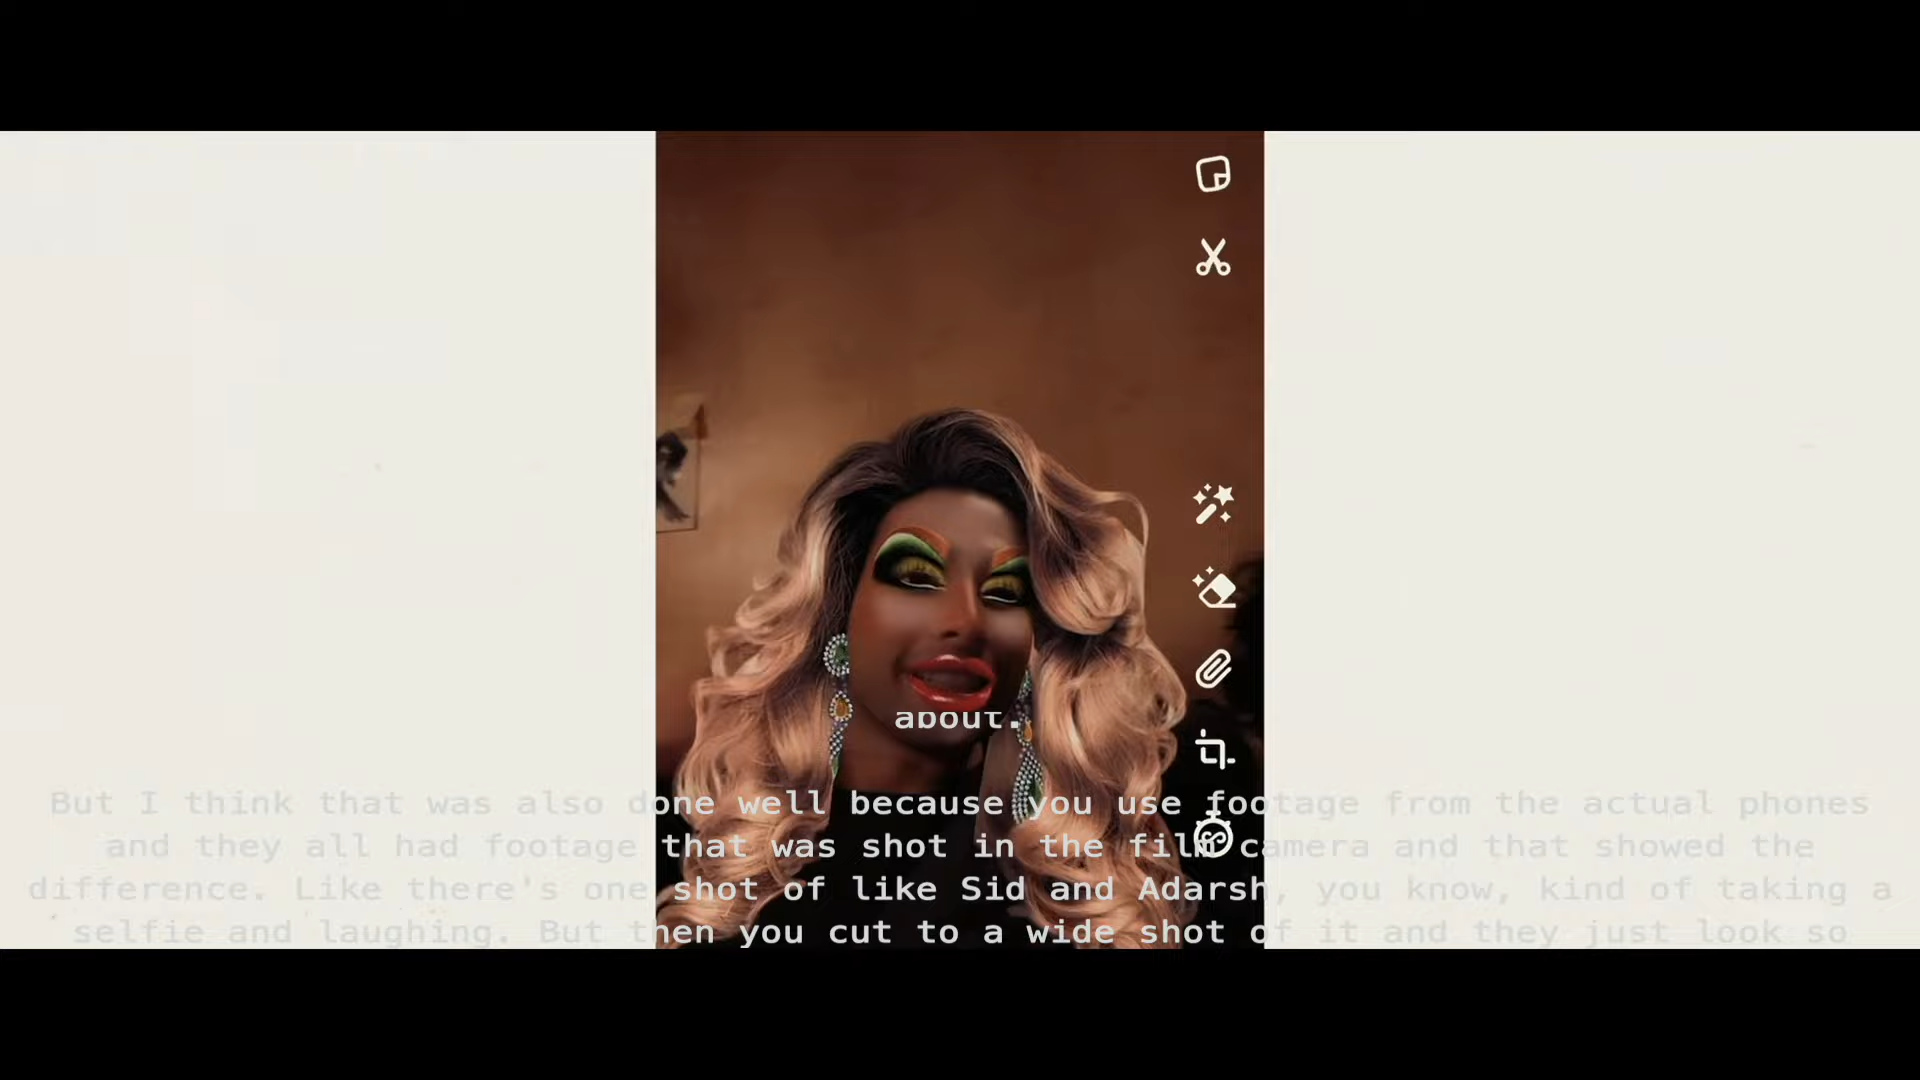 about.
But I think that was also done well because you use footage from the actual phones
and they all had footage that was shot in the film camera and that showed the
difference. Like there's one shot of like Sid and Adarsh, you know, kind of taking a
selfie and laughing. But then you cut to a wide shot of it and they just look so